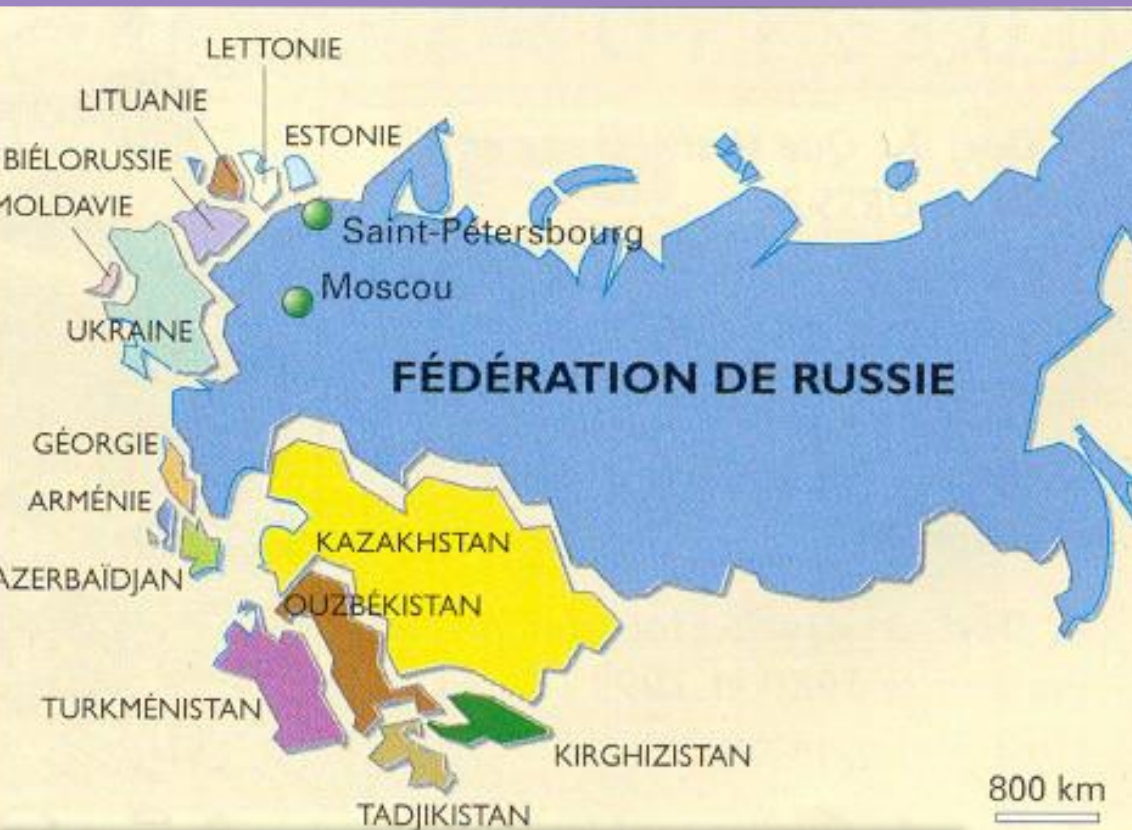 LETTONIE
LITUANIE
ESTONIE
BIÉLORUSSIE
MOLDAVIE
Saint-Pétersbourg
Moscou
UKRAINE
FÉDÉRATION DE RUSSIE
GÉORGIE
ARMÉNIE
KAZAKHSTAN
AZERBAÏDJAN
OUZBÉKISTAN
TURKMÉNISTAN
KIRGHIZISTAN
800 km
TADJIKISTAN